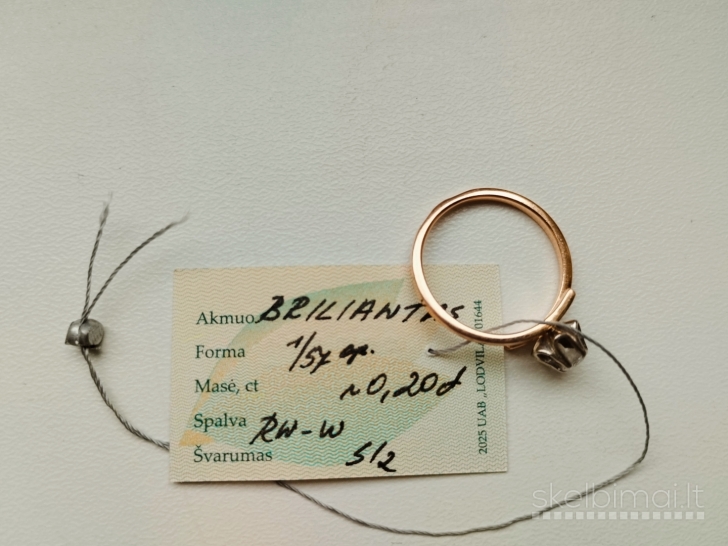 Akmuo BRILIANTAS
Forma 1/57 ap.
Masė, ct ~0,20 ct
Spalva RW-W
Švarumas SI2
2025 UAB „LODVILA" 01644
skelbimai.lt